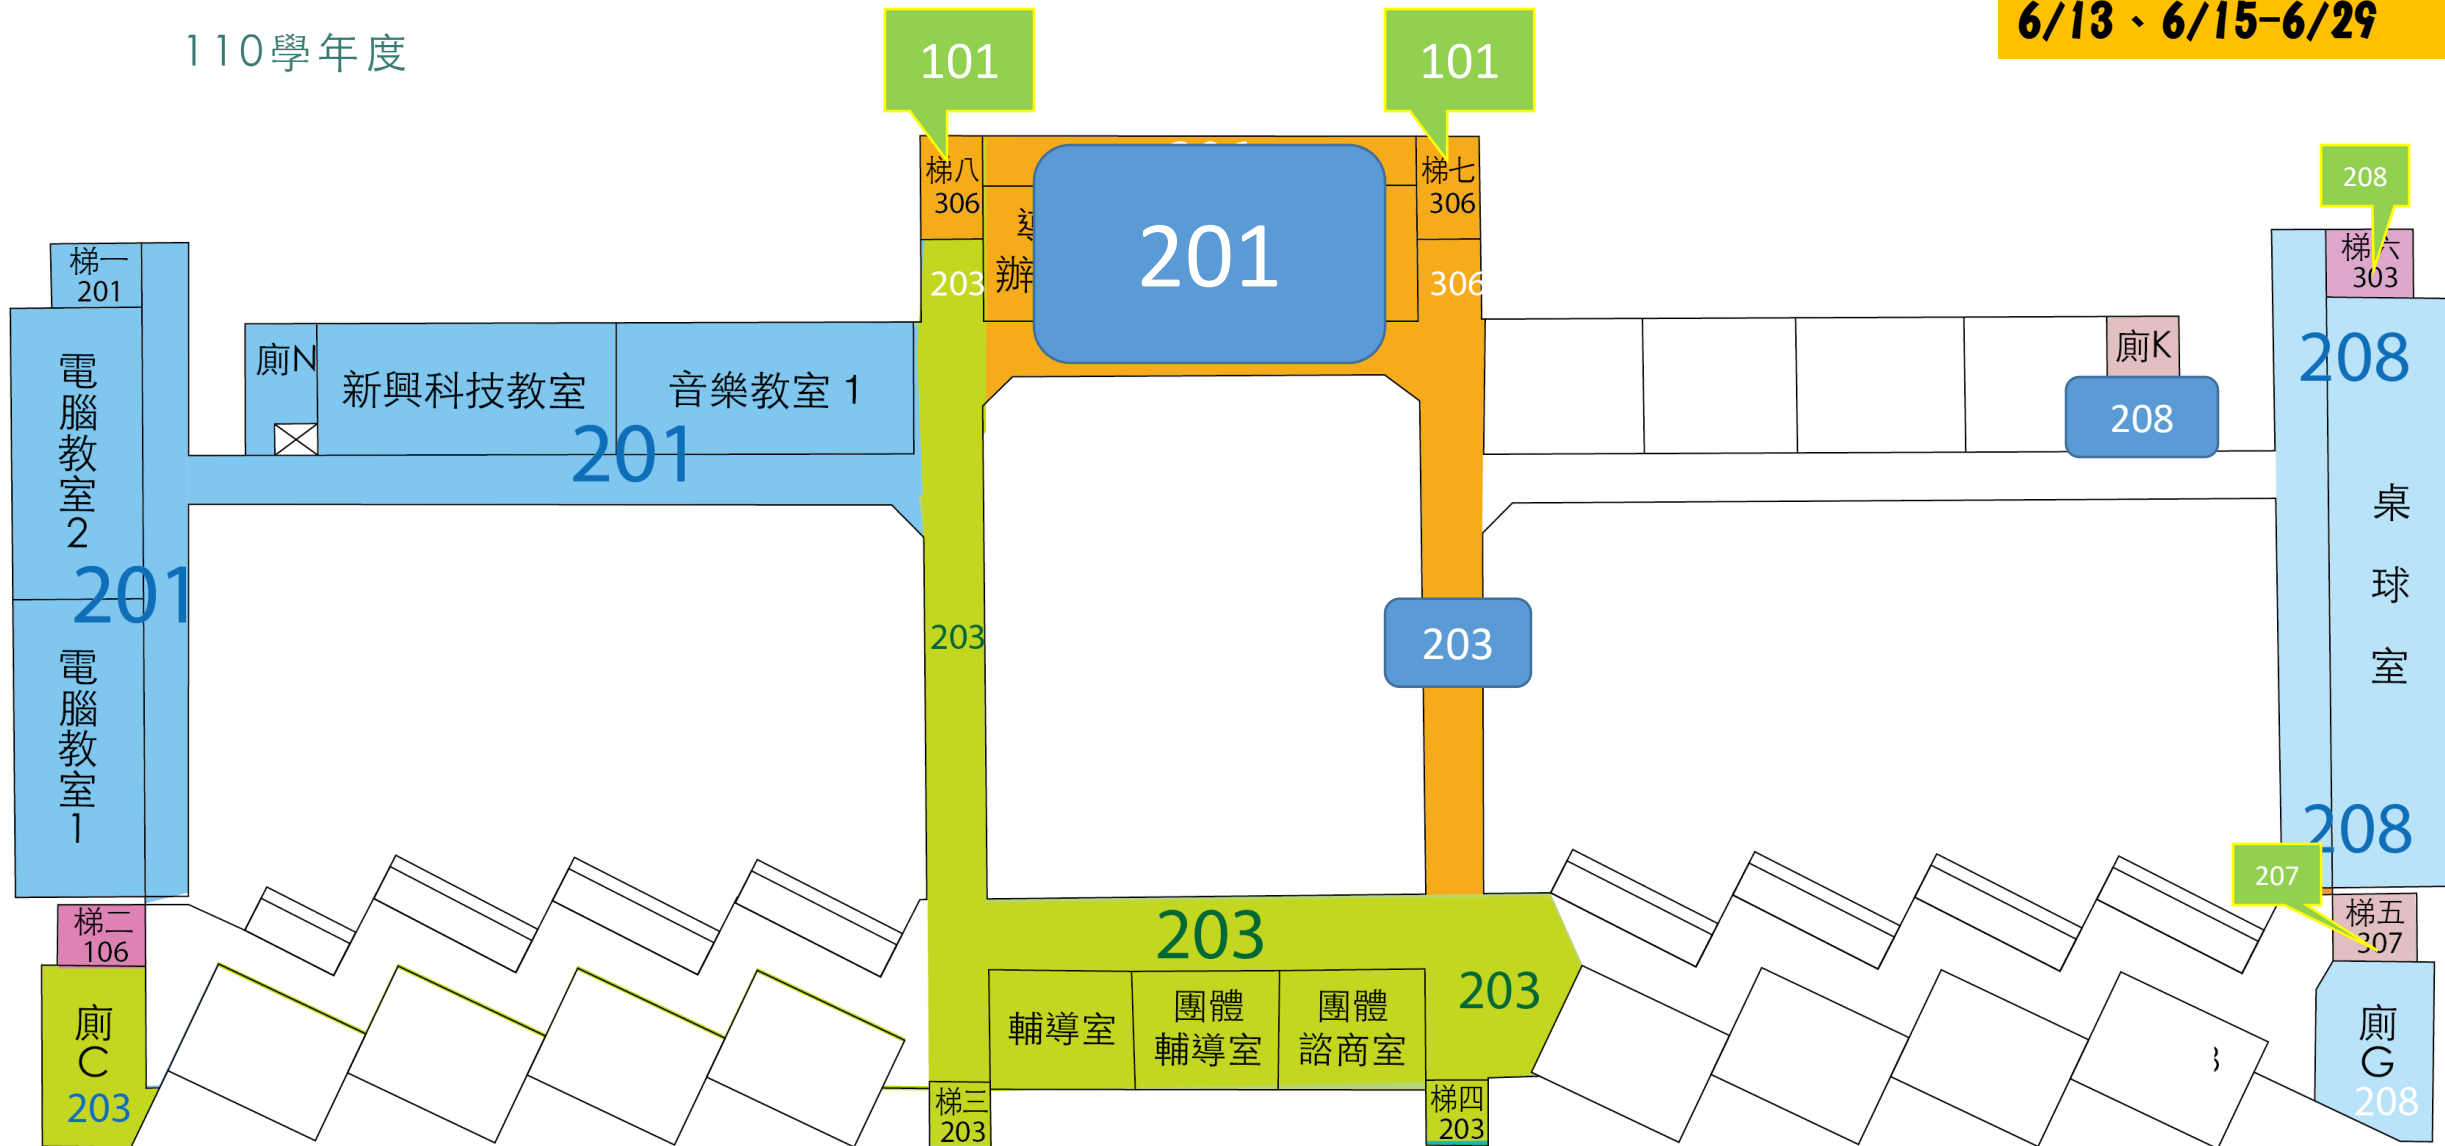 110學年度
6/13、6/15-6/29
101
101
208
梯八
306
梯七
306
梯六
303
梯一
201
203
辦
201
306
廁N
新興科技教室
音樂教室1
201
廁K
208
208
電腦教室2
201
電腦教室1
203
203
桌球室
208
207
梯二
106
203
203
梯五
307
廁C
203
輔導室
團體
輔導室
團體
諮商室
廁G
208
梯三
203
梯四
203